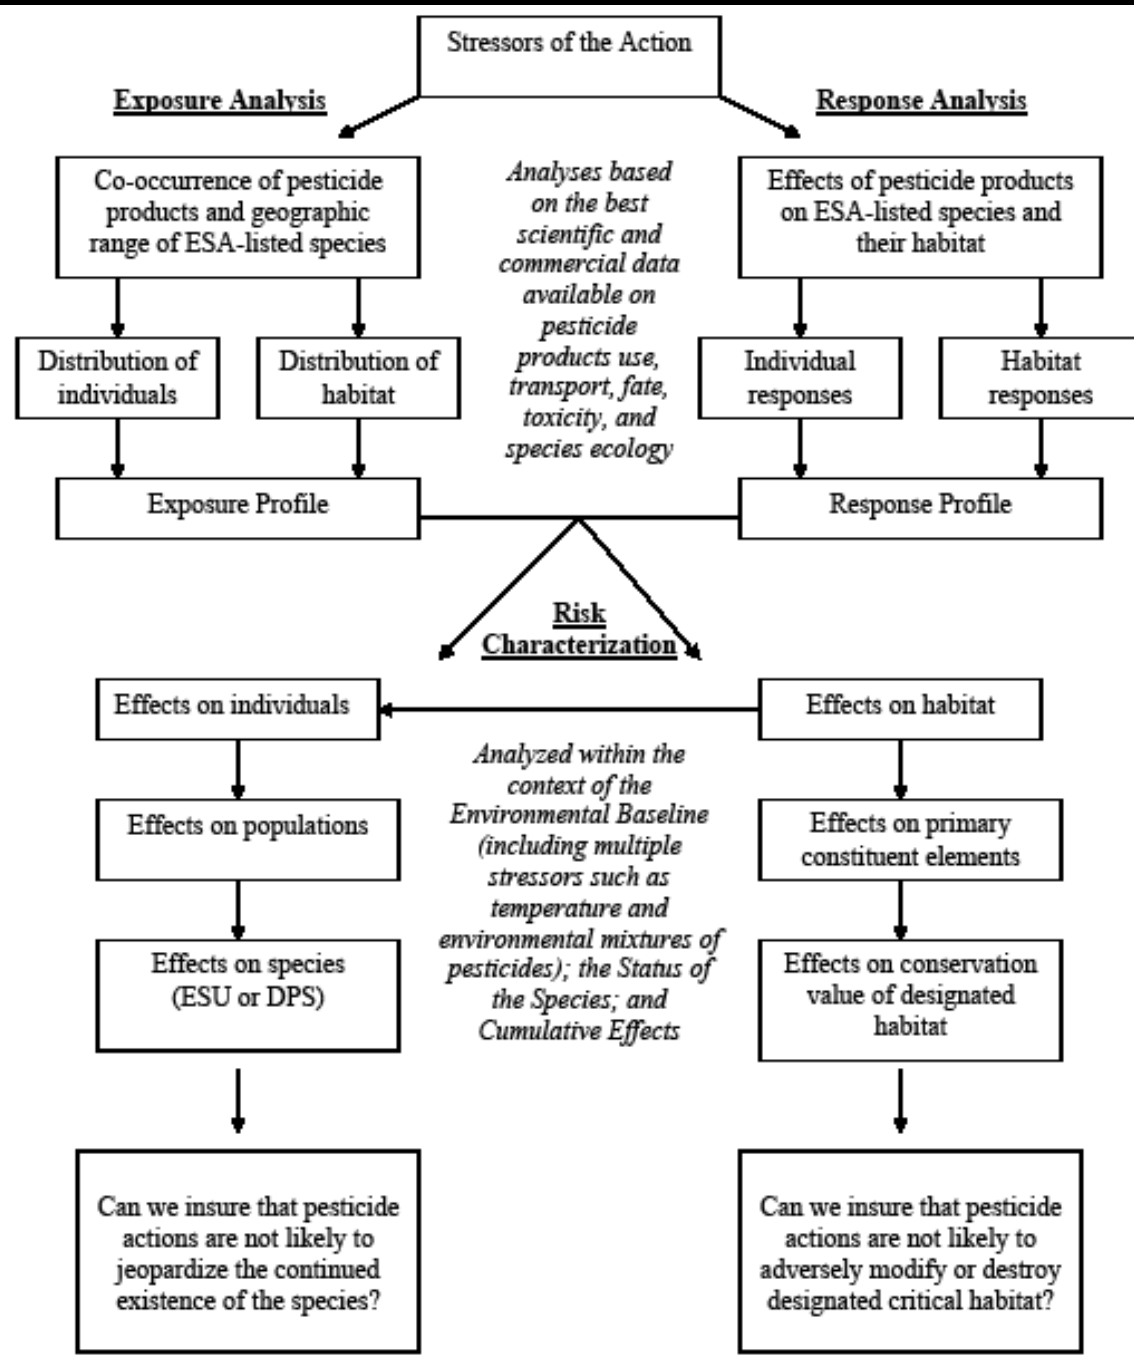 Stressors of the Action
Exposure Analysis
Response Analysis
Co-occurrence of pesticide
products and geographic
range of ESA-listed species
Analyses based
on the best
scientific and
commercial data
available on
pesticide
products use,
transport, fate,
toxicity, and
species ecology
Effects of pesticide products
on ESA-listed species and
their habitat
Distribution of
individuals
Distribution of
habitat
Individual
responses
Habitat
responses
Exposure Profile
Response Profile
Risk
Characterization
Effects on individuals
Effects on habitat
Analyzed within the
context of the
Environmental Baseline
(including multiple
stressors such as
temperature and
environmental mixtures of
pesticides); the Status of
the Species; and
Cumulative Effects
Effects on populations
Effects on primary
constituent elements
Effects on species
(ESU or DPS)
Effects on conservation
value of designated
habitat
Can we insure that pesticide
actions are not likely to
jeopardize the continued
existence of the species?
Can we insure that pesticide
actions are not likely to
adversely modify or destroy
designated critical habitat?